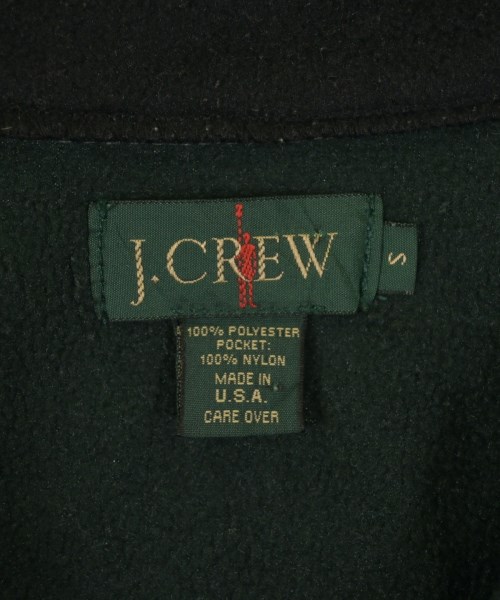 J.CREW
S
100% POLYESTER
POCKET:
100% NYLON
MADE IN
U.S.A.
CARE OVER